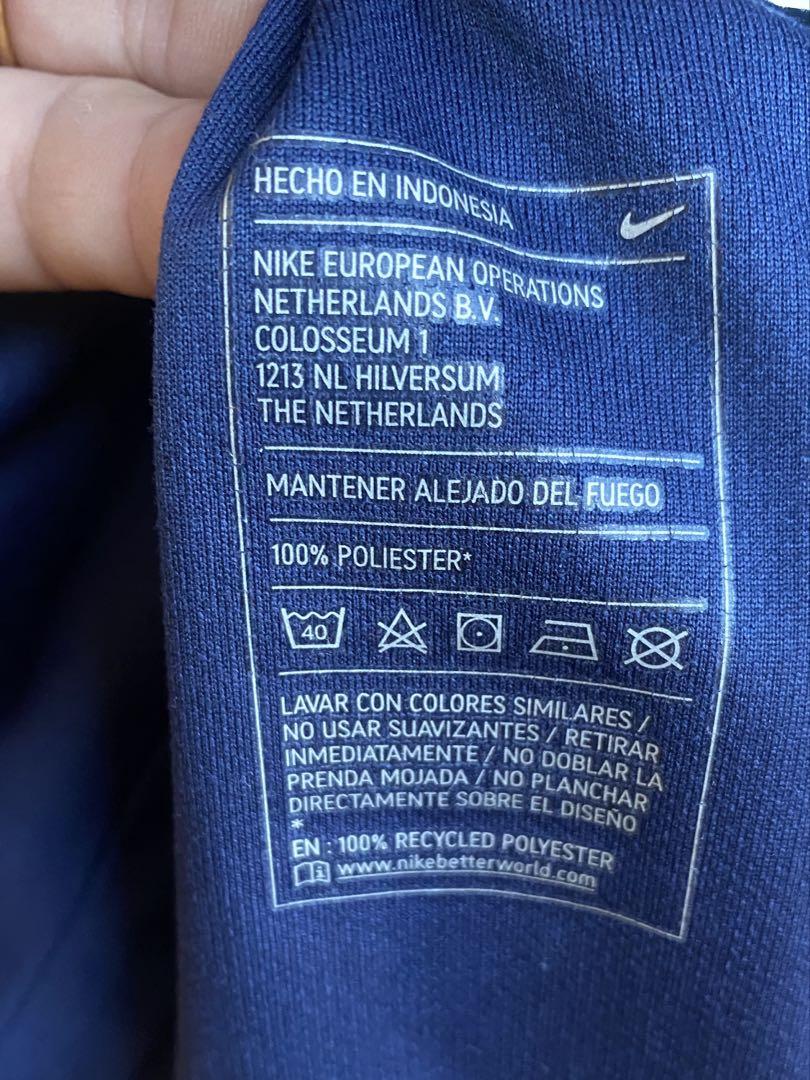 HECHO EN INDONESIA
NIKE EUROPEAN OPERATIONS
NETHERLANDS B.V.
COLOSSEUM 1
1213 NL HILVERSUM
THE NETHERLANDS
MANTENER ALEJADO DEL FUEGO
100% POLIESTER*
40
LAVAR CON COLORES SIMILARES /
NO USAR SUAVIZANTES / RETIRAR
INMEDIATAMENTE / NO DOBLAR LA
PRENDA MOJADA / NO PLANCHAR
DIRECTAMENTE SOBRE EL DISEÑO
*
EN : 100% RECYCLED POLYESTER
www.nikebetterworld.com